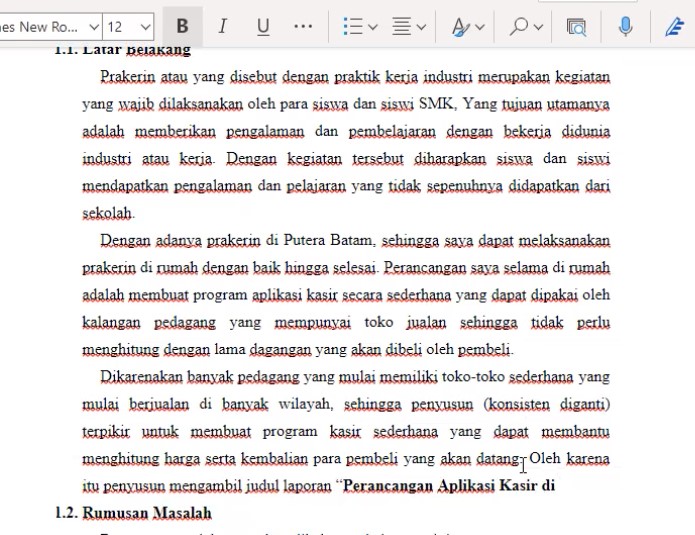 nes New Ro...
12
B
I
U
1.1. Latar Belakang
Prakerin atau yang disebut dengan praktik kerja industri merupakan kegiatan
yang wajib dilaksanakan oleh para siswa dan siswi SMK, Yang tujuan utamanya
adalah memberikan pengalaman dan pembelajaran dengan bekerja didunia
industri atau kerja. Dengan kegiatan tersebut diharapkan siswa dan siswi
mendapatkan pengalaman dan pelajaran yang tidak sepenuhnya didapatkan dari
sekolah.
Dengan adanya prakerin di Putera Batam, sehingga saya dapat melaksanakan
prakerin di rumah dengan baik hingga selesai. Perancangan saya selama di rumah
adalah membuat program aplikasi kasir secara sederhana yang dapat dipakai oleh
kalangan pedagang yang mempunyai toko jualan sehingga tidak perlu
menghitung dengan lama dagangan yang akan dibeli oleh pembeli.
Dikarenakan banyak pedagang yang mulai memiliki toko-toko sederhana yang
mulai berjualan di banyak wilayah, sehingga penyusun (konsisten diganti)
terpikir untuk membuat program kasir sederhana yang dapat membantu
menghitung harga serta kembalian para pembeli yang akan datang. Oleh karena
itu penyusun mengambil judul laporan “Perancangan Aplikasi Kasir di
1.2. Rumusan Masalah